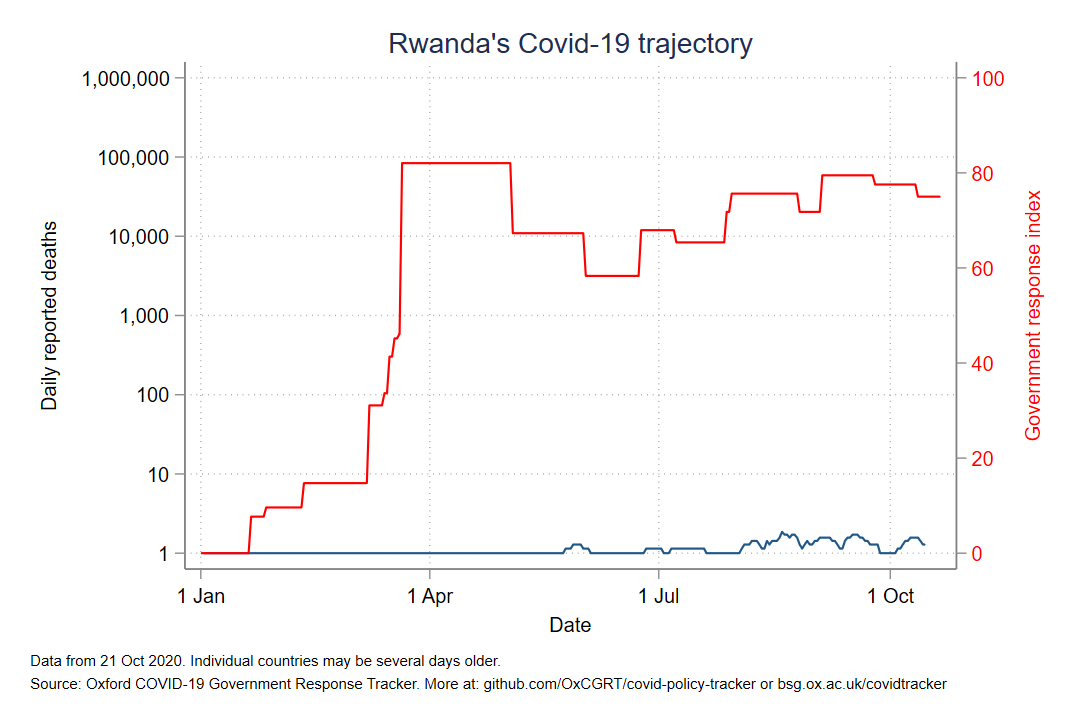 Rwanda's Covid-19 trajectory
1,000,000
100,000
10,000
1,000
100
10
1
Daily reported deaths
100
80
60
40
20
0
Government response index
1 Jan
1 Apr
1 Jul
1 Oct
Date
Data from 21 Oct 2020. Individual countries may be several days older.
Source: Oxford COVID-19 Government Response Tracker. More at: github.com/OxCGRT/covid-policy-tracker or bsg.ox.ac.uk/covidtracker